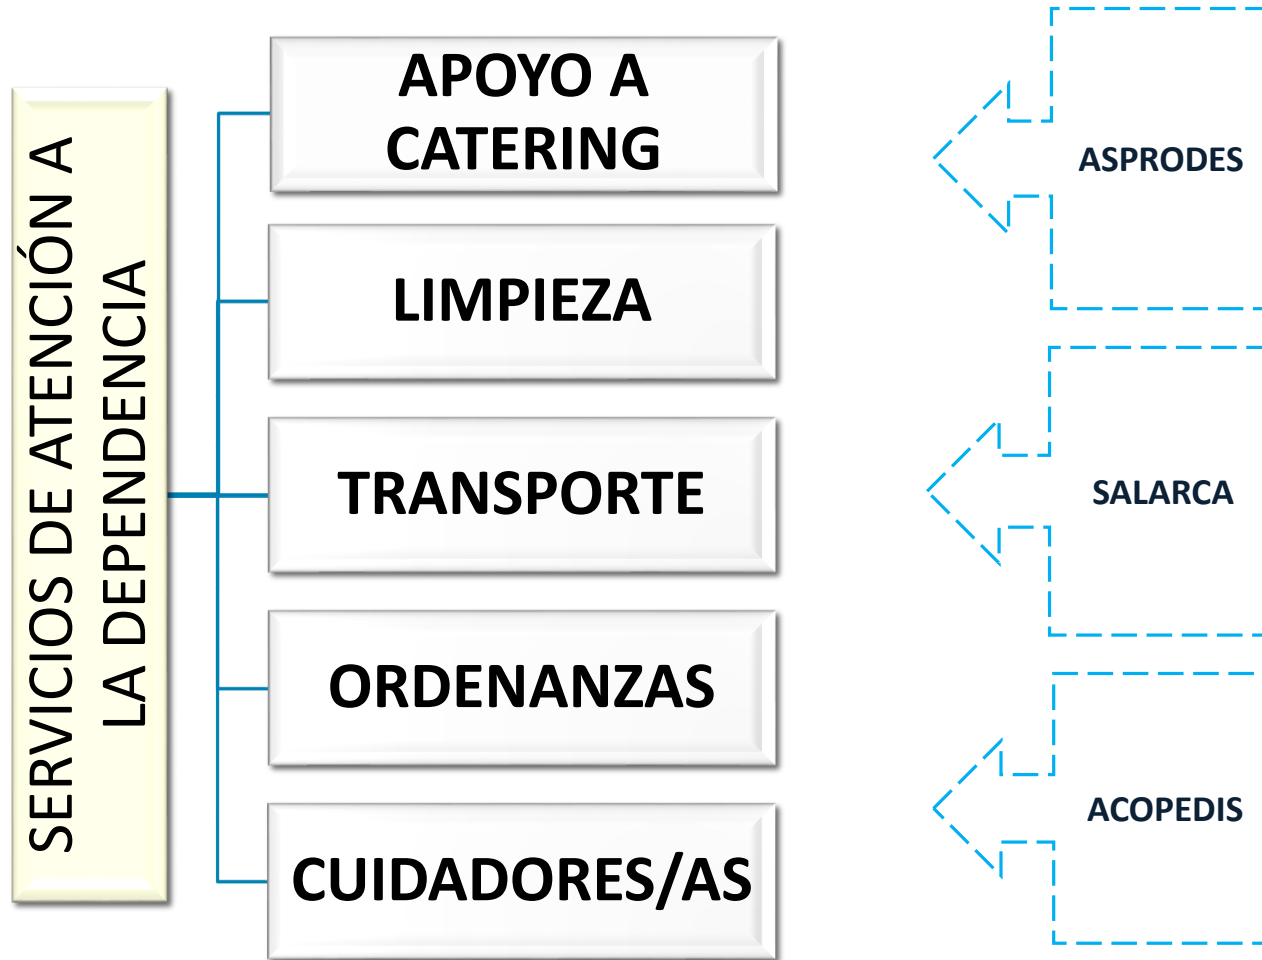 SERVICIOS DE ATENCIÓN A
LA DEPENDENCIA
APOYO A
CATERING
LIMPIEZA
TRANSPORTE
ORDENANZAS
CUIDADORES/AS
ASPRODES
SALARCA
ACOPEDIS